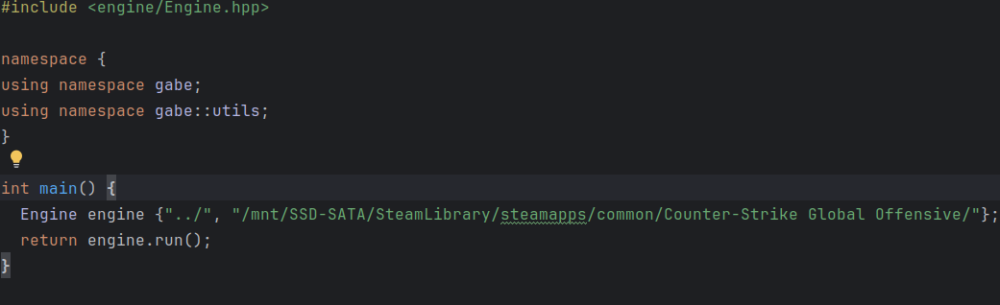 #include <engine/Engine.hpp>
namespace {
using namespace gabe;
using namespace gabe::utils;
}
int main() {
  Engine engine {"../", "/mnt/SSD-SATA/SteamLibrary/steamapps/common/Counter-Strike Global Offensive/"};
  return engine.run();
}